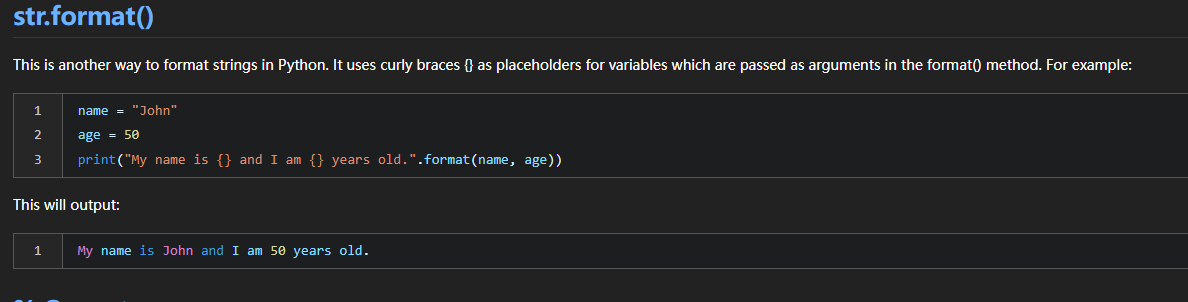 str.format()
This is another way to format strings in Python. It uses curly braces {} as placeholders for variables which are passed as arguments in the format() method. For example:
1 name = "John"
2 age = 50
3 print("My name is {} and I am {} years old.".format(name, age))
This will output:
1 My name is John and I am 50 years old.